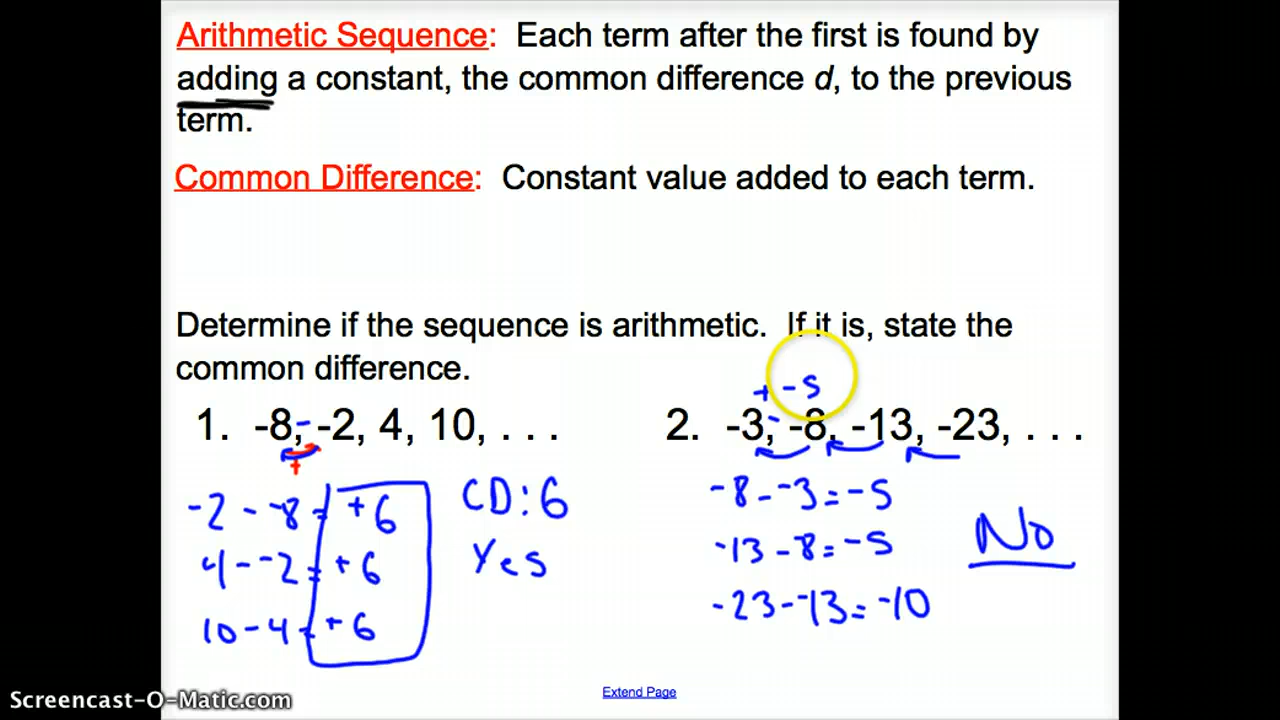 Arithmetic Sequence: Each term after the first is found by
adding a constant, the common difference d, to the previous
term.
Common Difference: Constant value added to each term.
Determine if the sequence is arithmetic. If it is, state the
common difference.
+ -5
1. -8, -2, 4, 10, . . .
2. -3, -8, -13, -23, . . .
+
-2 - -8 = +6
4 - -2 = +6
10 - 4 = +6
CD: 6
Yes
-8 - -3 = -5
-13 - -8 = -5
-23 - -13 = -10
No
Extend Page
Screencast-O-Matic.com